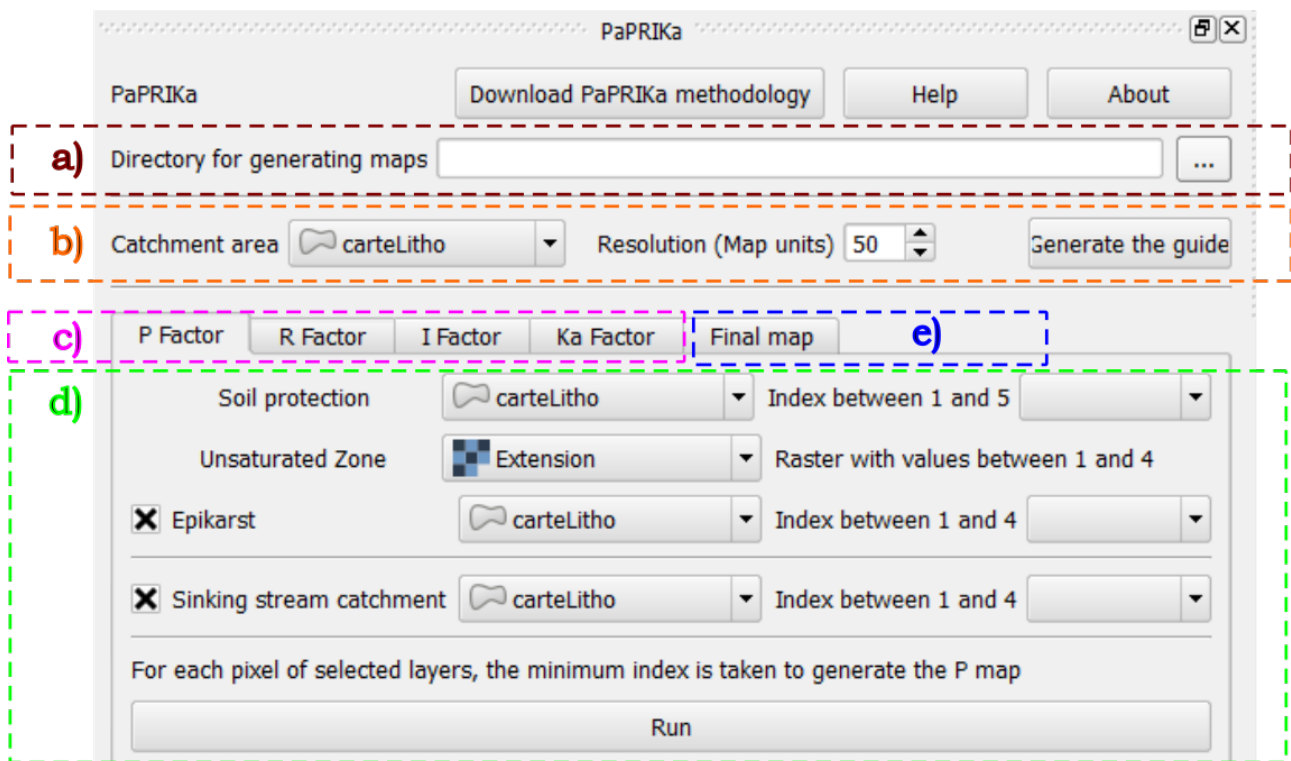 PaPRIKa
PaPRIKa Download PaPRIKa methodology Help About
a) Directory for generating maps ...
b) Catchment area carteLitho Resolution (Map units) 50 Generate the guide
c) P Factor R Factor I Factor Ka Factor Final map e)
d) Soil protection carteLitho Index between 1 and 5
Unsaturated Zone Extension Raster with values between 1 and 4
Epikarst carteLitho Index between 1 and 4
Sinking stream catchment carteLitho Index between 1 and 4
For each pixel of selected layers, the minimum index is taken to generate the P map
Run